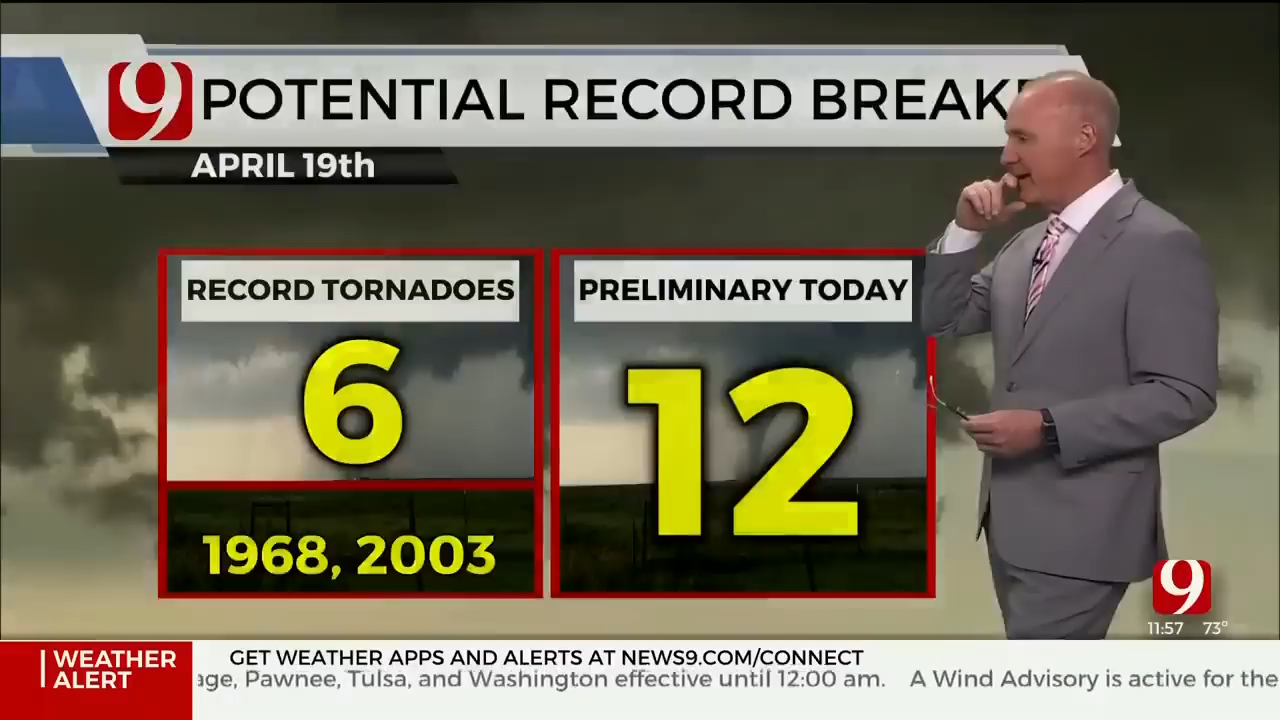 9 POTENTIAL RECORD BREAK
APRIL 19th
RECORD TORNADOES
6
1968, 2003
PRELIMINARY TODAY
12
9
11:57 73°
WEATHER
ALERT
GET WEATHER APPS AND ALERTS AT NEWS9.COM/CONNECT
age, Pawnee, Tulsa, and Washington effective until 12:00 am. A Wind Advisory is active for the